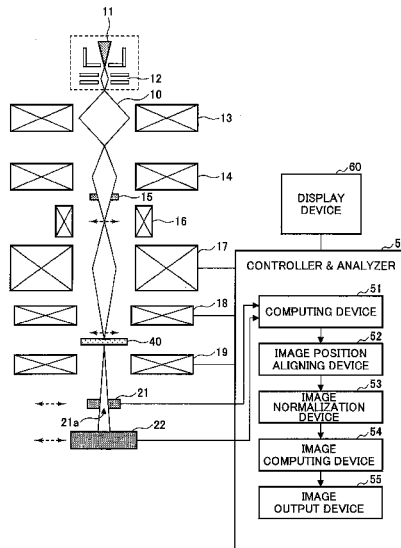 11
12
10
13
14
15
16
17
18
40
19
21
21a
22
60
DISPLAY
DEVICE
5
CONTROLLER & ANALYZER
51
COMPUTING DEVICE
52
IMAGE POSITION
ALIGNING DEVICE
53
IMAGE
NORMALIZATION
DEVICE
54
IMAGE
COMPUTING DEVICE
55
IMAGE
OUTPUT DEVICE